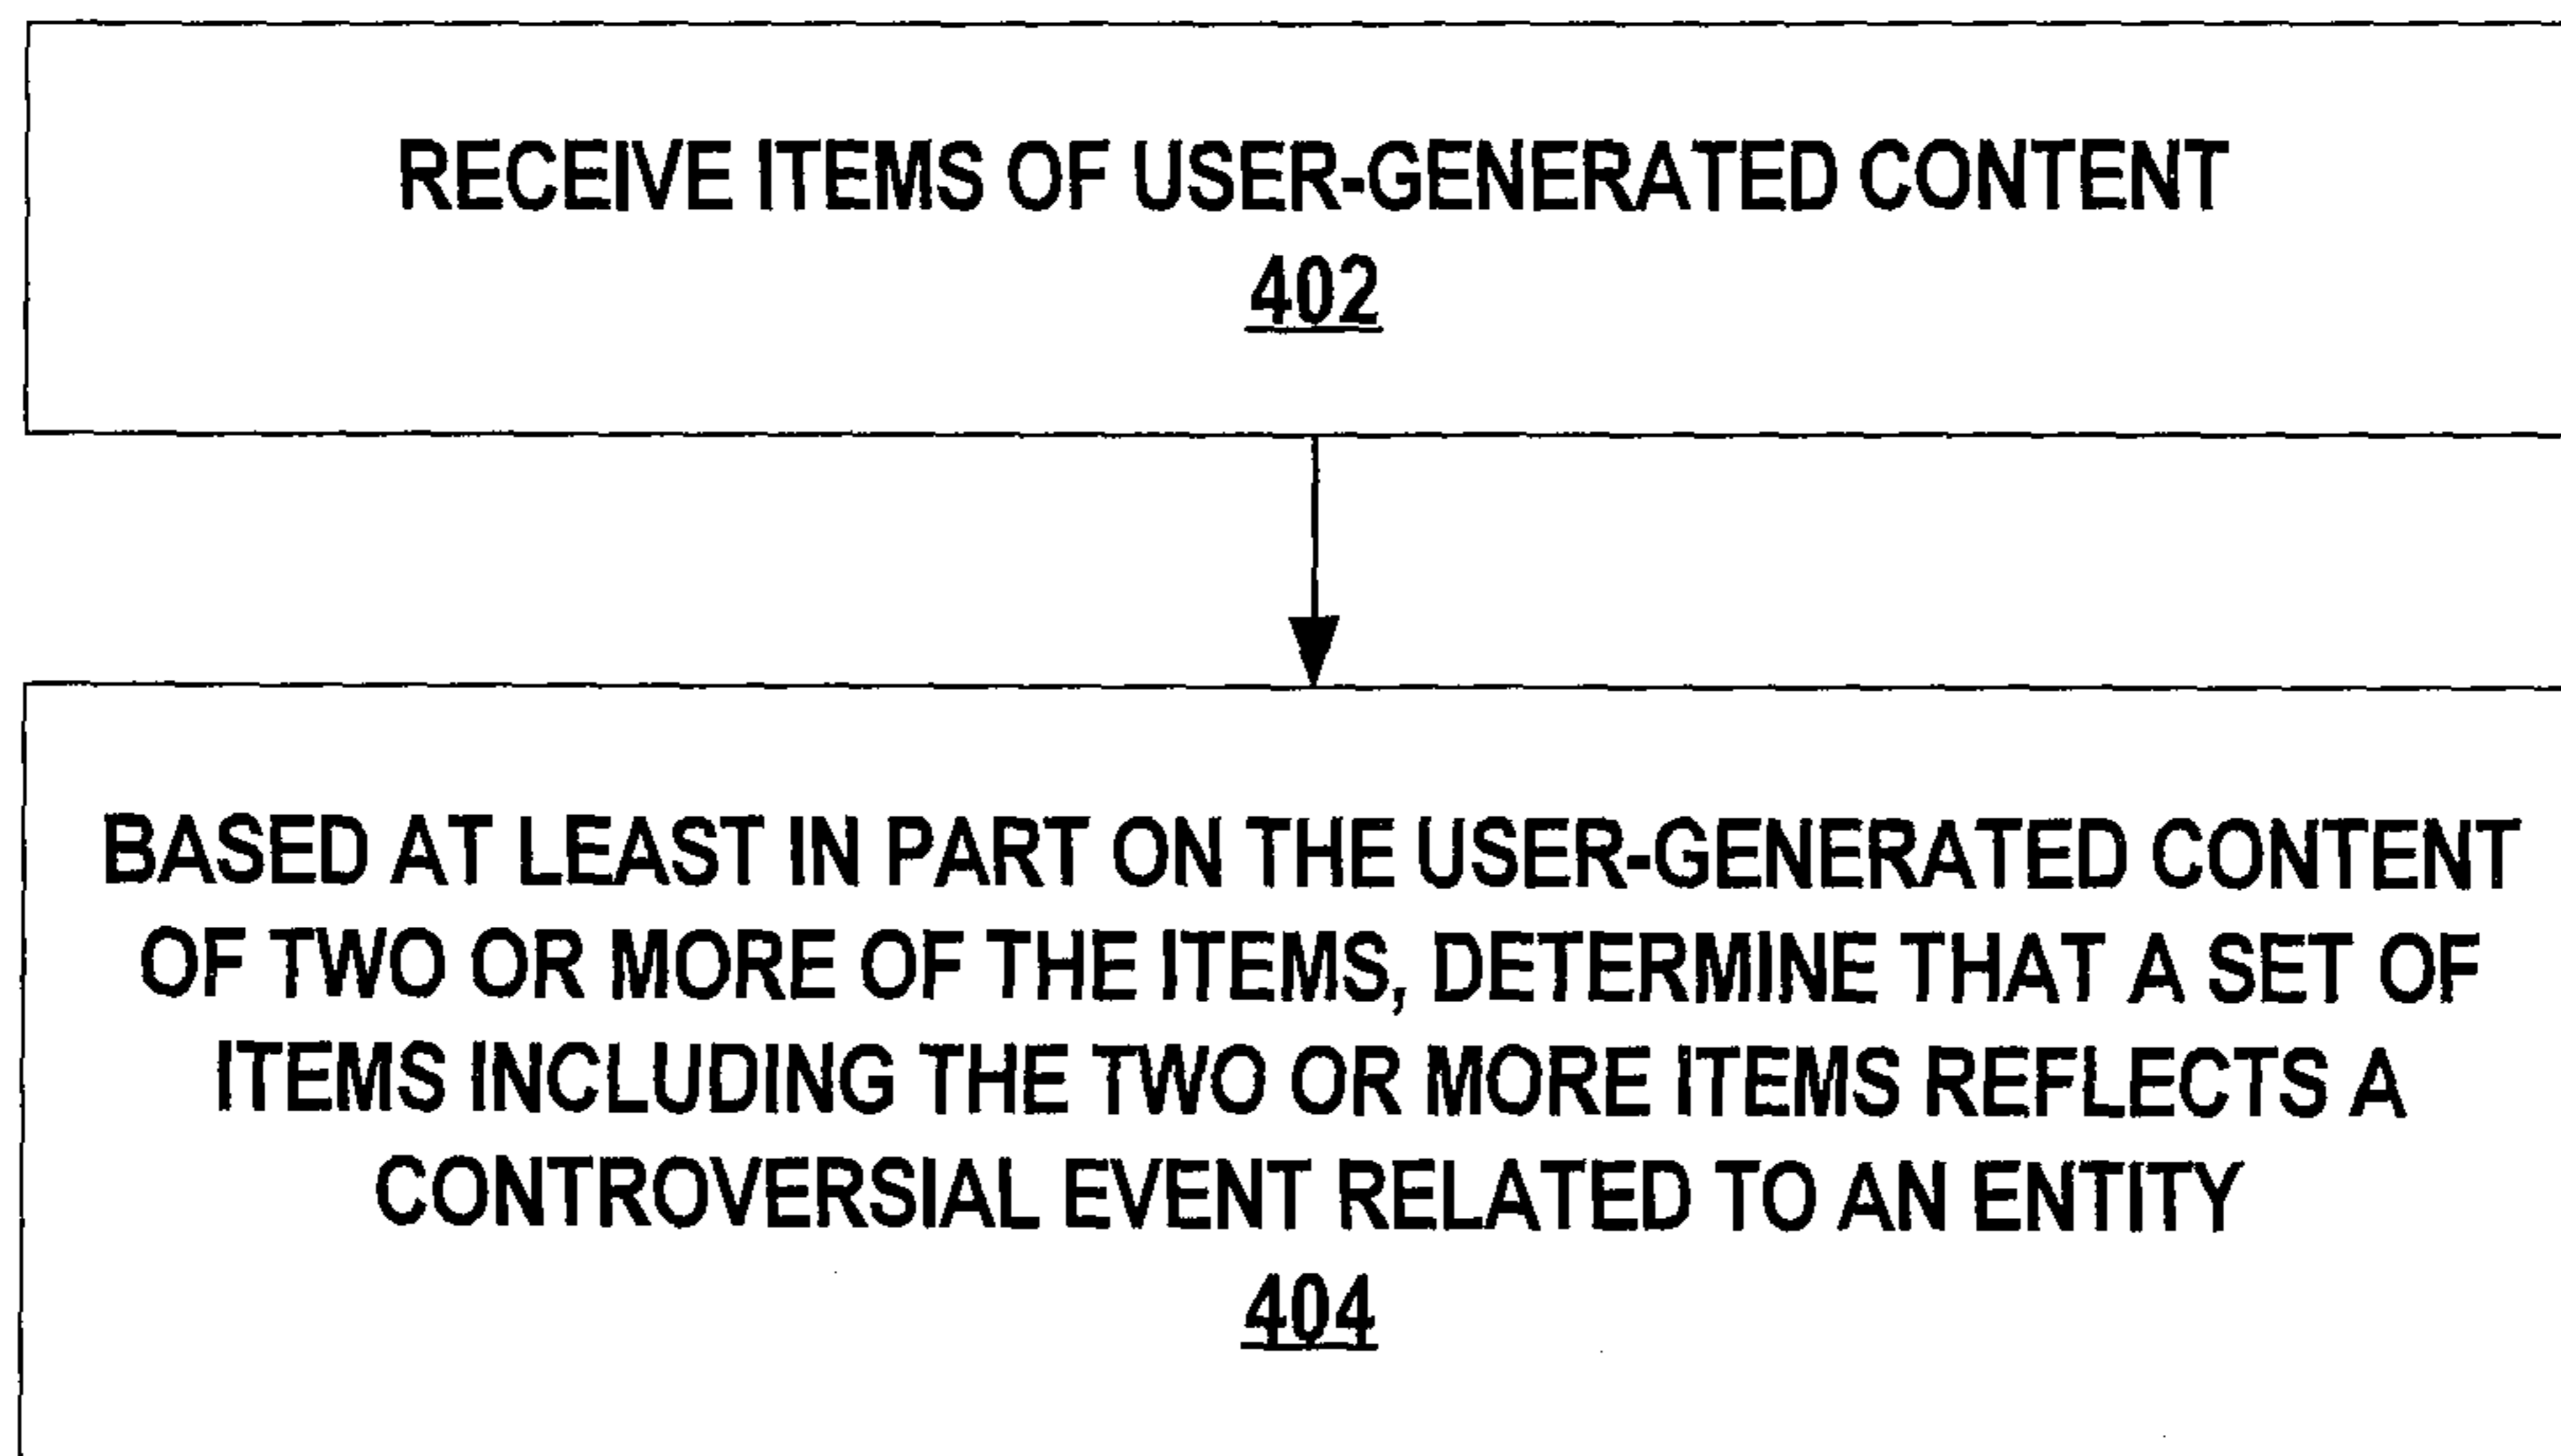 RECEIVE ITEMS OF USER-GENERATED CONTENT
402
BASED AT LEAST IN PART ON THE USER-GENERATED CONTENT
OF TWO OR MORE OF THE ITEMS, DETERMINE THAT A SET OF
ITEMS INCLUDING THE TWO OR MORE ITEMS REFLECTS A
CONTROVERSIAL EVENT RELATED TO AN ENTITY
404